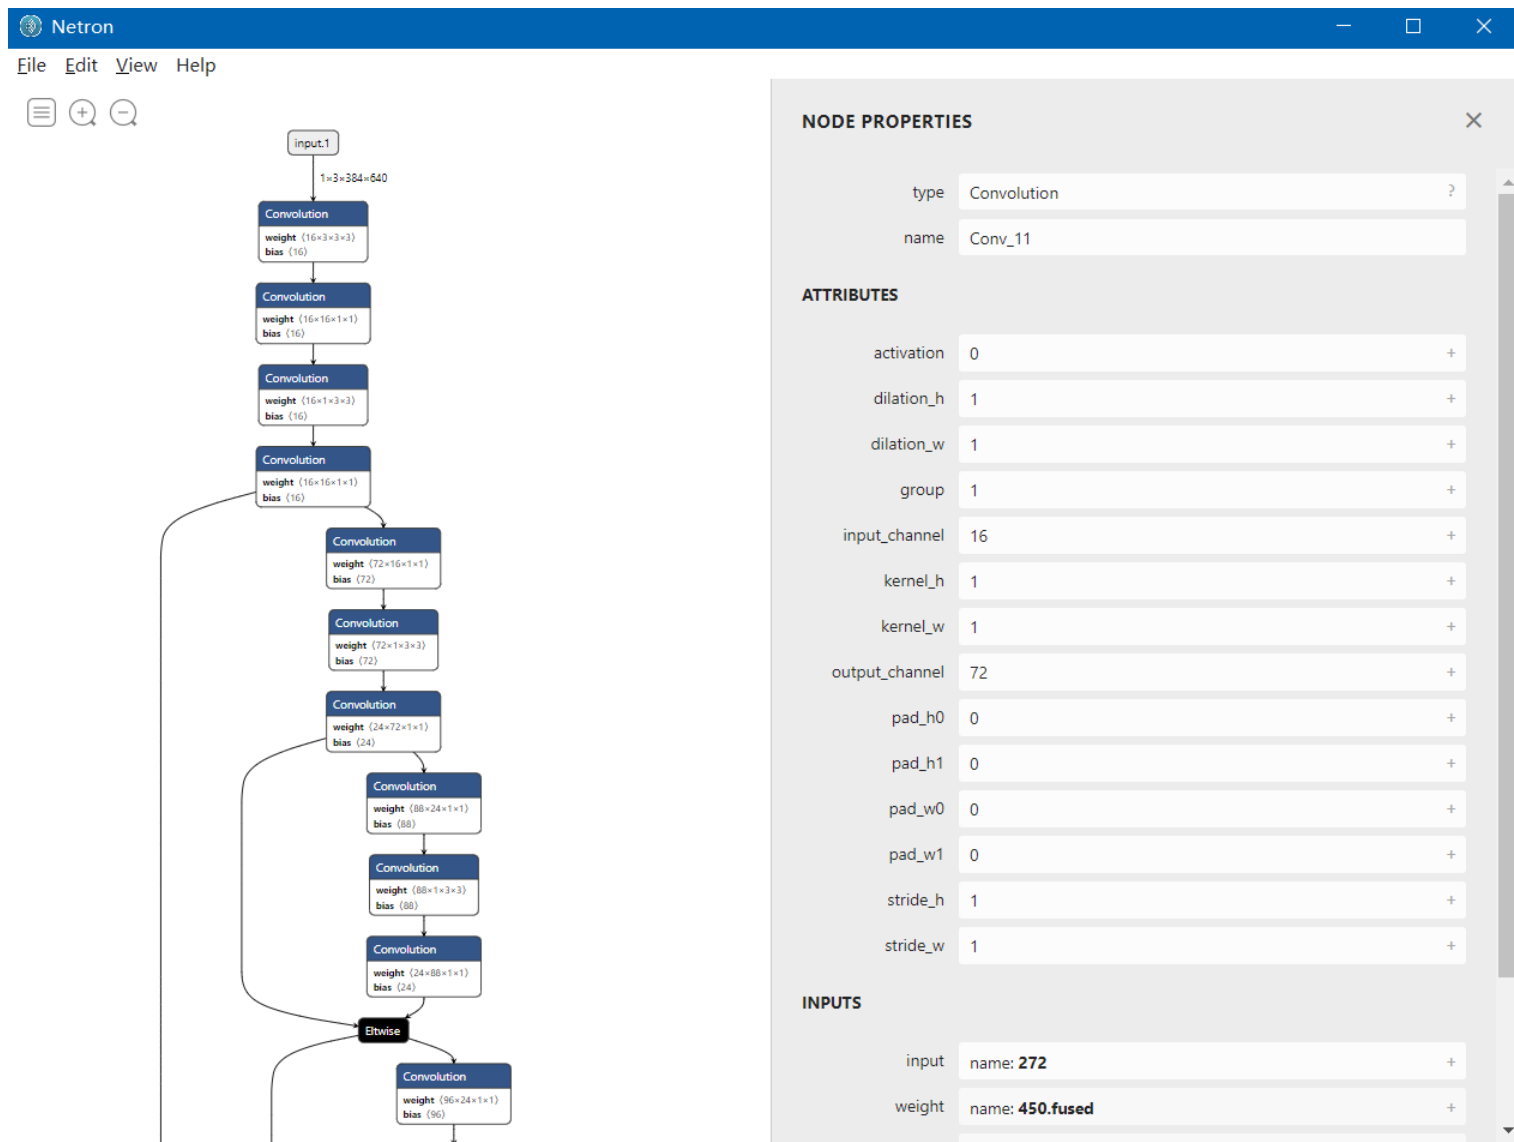 Netron
File Edit View Help
input.1
1×3×384×640
Convolution
weight ⟨16×3×3×3⟩
bias ⟨16⟩
Convolution
weight ⟨16×16×1×1⟩
bias ⟨16⟩
Convolution
weight ⟨16×1×3×3⟩
bias ⟨16⟩
Convolution
weight ⟨16×16×1×1⟩
bias ⟨16⟩
Convolution
weight ⟨72×16×1×1⟩
bias ⟨72⟩
Convolution
weight ⟨72×1×3×3⟩
bias ⟨72⟩
Convolution
weight ⟨24×72×1×1⟩
bias ⟨24⟩
Convolution
weight ⟨88×24×1×1⟩
bias ⟨88⟩
Convolution
weight ⟨88×1×3×3⟩
bias ⟨88⟩
Convolution
weight ⟨24×88×1×1⟩
bias ⟨24⟩
Eltwise
Convolution
weight ⟨96×24×1×1⟩
bias ⟨96⟩
NODE PROPERTIES
type Convolution ?
name Conv_11
ATTRIBUTES
activation 0 +
dilation_h 1 +
dilation_w 1 +
group 1 +
input_channel 16 +
kernel_h 1 +
kernel_w 1 +
output_channel 72 +
pad_h0 0 +
pad_h1 0 +
pad_w0 0 +
pad_w1 0 +
stride_h 1 +
stride_w 1 +
INPUTS
input name: 272 +
weight name: 450.fused +